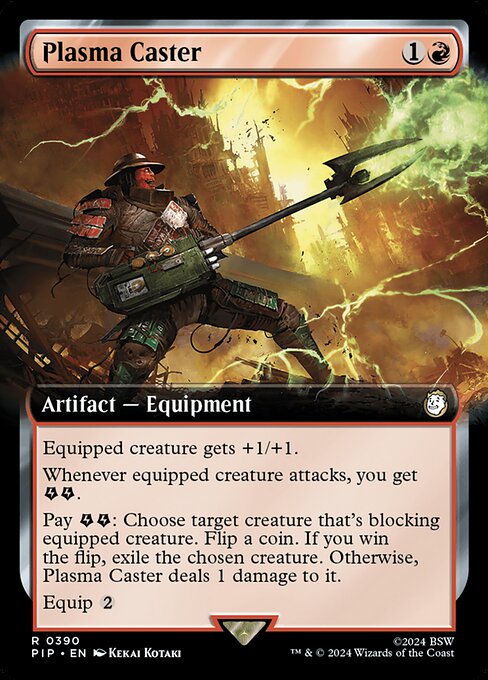 Plasma Caster 1
Artifact — Equipment
Equipped creature gets +1/+1.
Whenever equipped creature attacks, you get
.
Pay : Choose target creature that's blocking
equipped creature. Flip a coin. If you win
the flip, exile the chosen creature. Otherwise,
Plasma Caster deals 1 damage to it.
Equip 2
R 0390
PIP • EN Kekai Kotaki
©2024 BSW
™ & © 2024 Wizards of the Coast